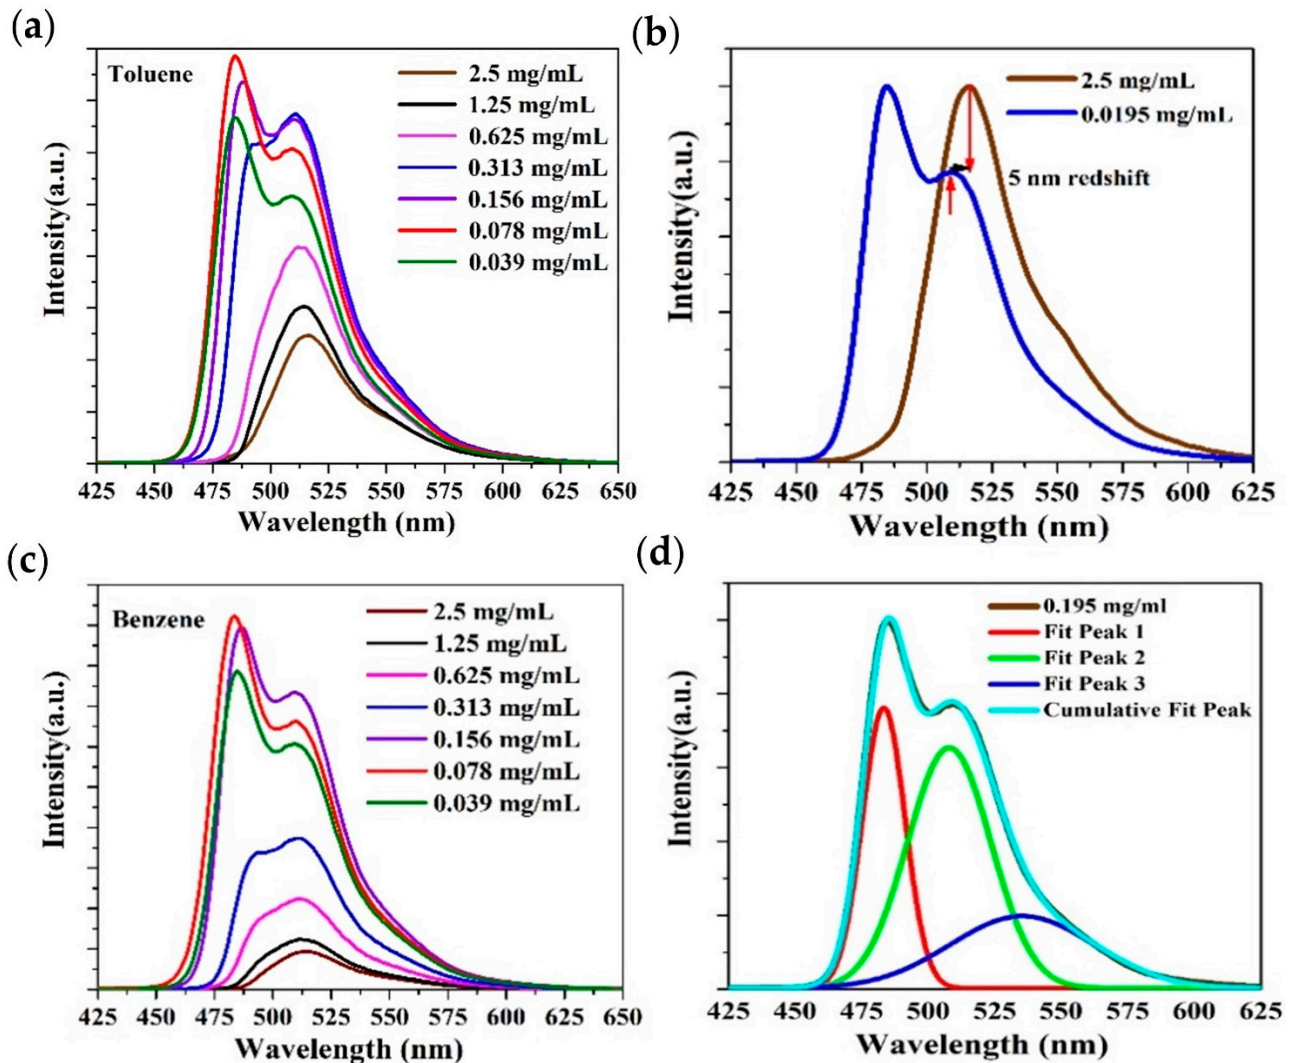 (a)
Toluene
2.5 mg/mL
1.25 mg/mL
0.625 mg/mL
0.313 mg/mL
0.156 mg/mL
0.078 mg/mL
0.039 mg/mL
Intensity(a.u.)
425 450 475 500 525 550 575 600 625 650
Wavelength (nm)
(b)
2.5 mg/mL
0.0195 mg/mL
5 nm redshift
Intensity(a.u.)
425 450 475 500 525 550 575 600 625
Wavelength (nm)
(c)
Benzene
2.5 mg/mL
1.25 mg/mL
0.625 mg/mL
0.313 mg/mL
0.156 mg/mL
0.078 mg/mL
0.039 mg/mL
Intensity(a.u.)
425 450 475 500 525 550 575 600 625 650
Wavelength (nm)
(d)
0.195 mg/ml
Fit Peak 1
Fit Peak 2
Fit Peak 3
Cumulative Fit Peak
Intensity(a.u.)
425 450 475 500 525 550 575 600 625
Wavelength (nm)